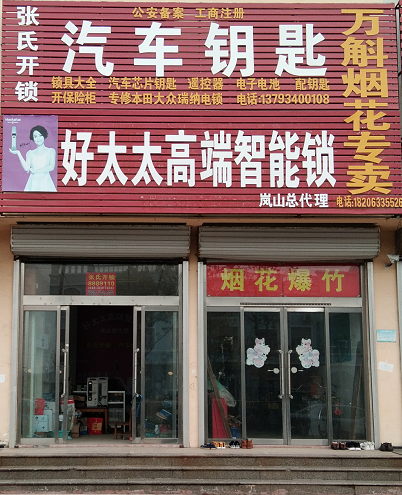 张氏开锁
公安备案 工商注册
汽车钥匙
锁具大全 汽车芯片钥匙 遥控器 电子电池 配钥匙
开保险柜 专修本田大众瑞纳电锁 电话:13793400108
好太太高端智能锁
岚山总代理
万斛烟花专卖
电话:18206335526
张氏开锁
烟花爆竹